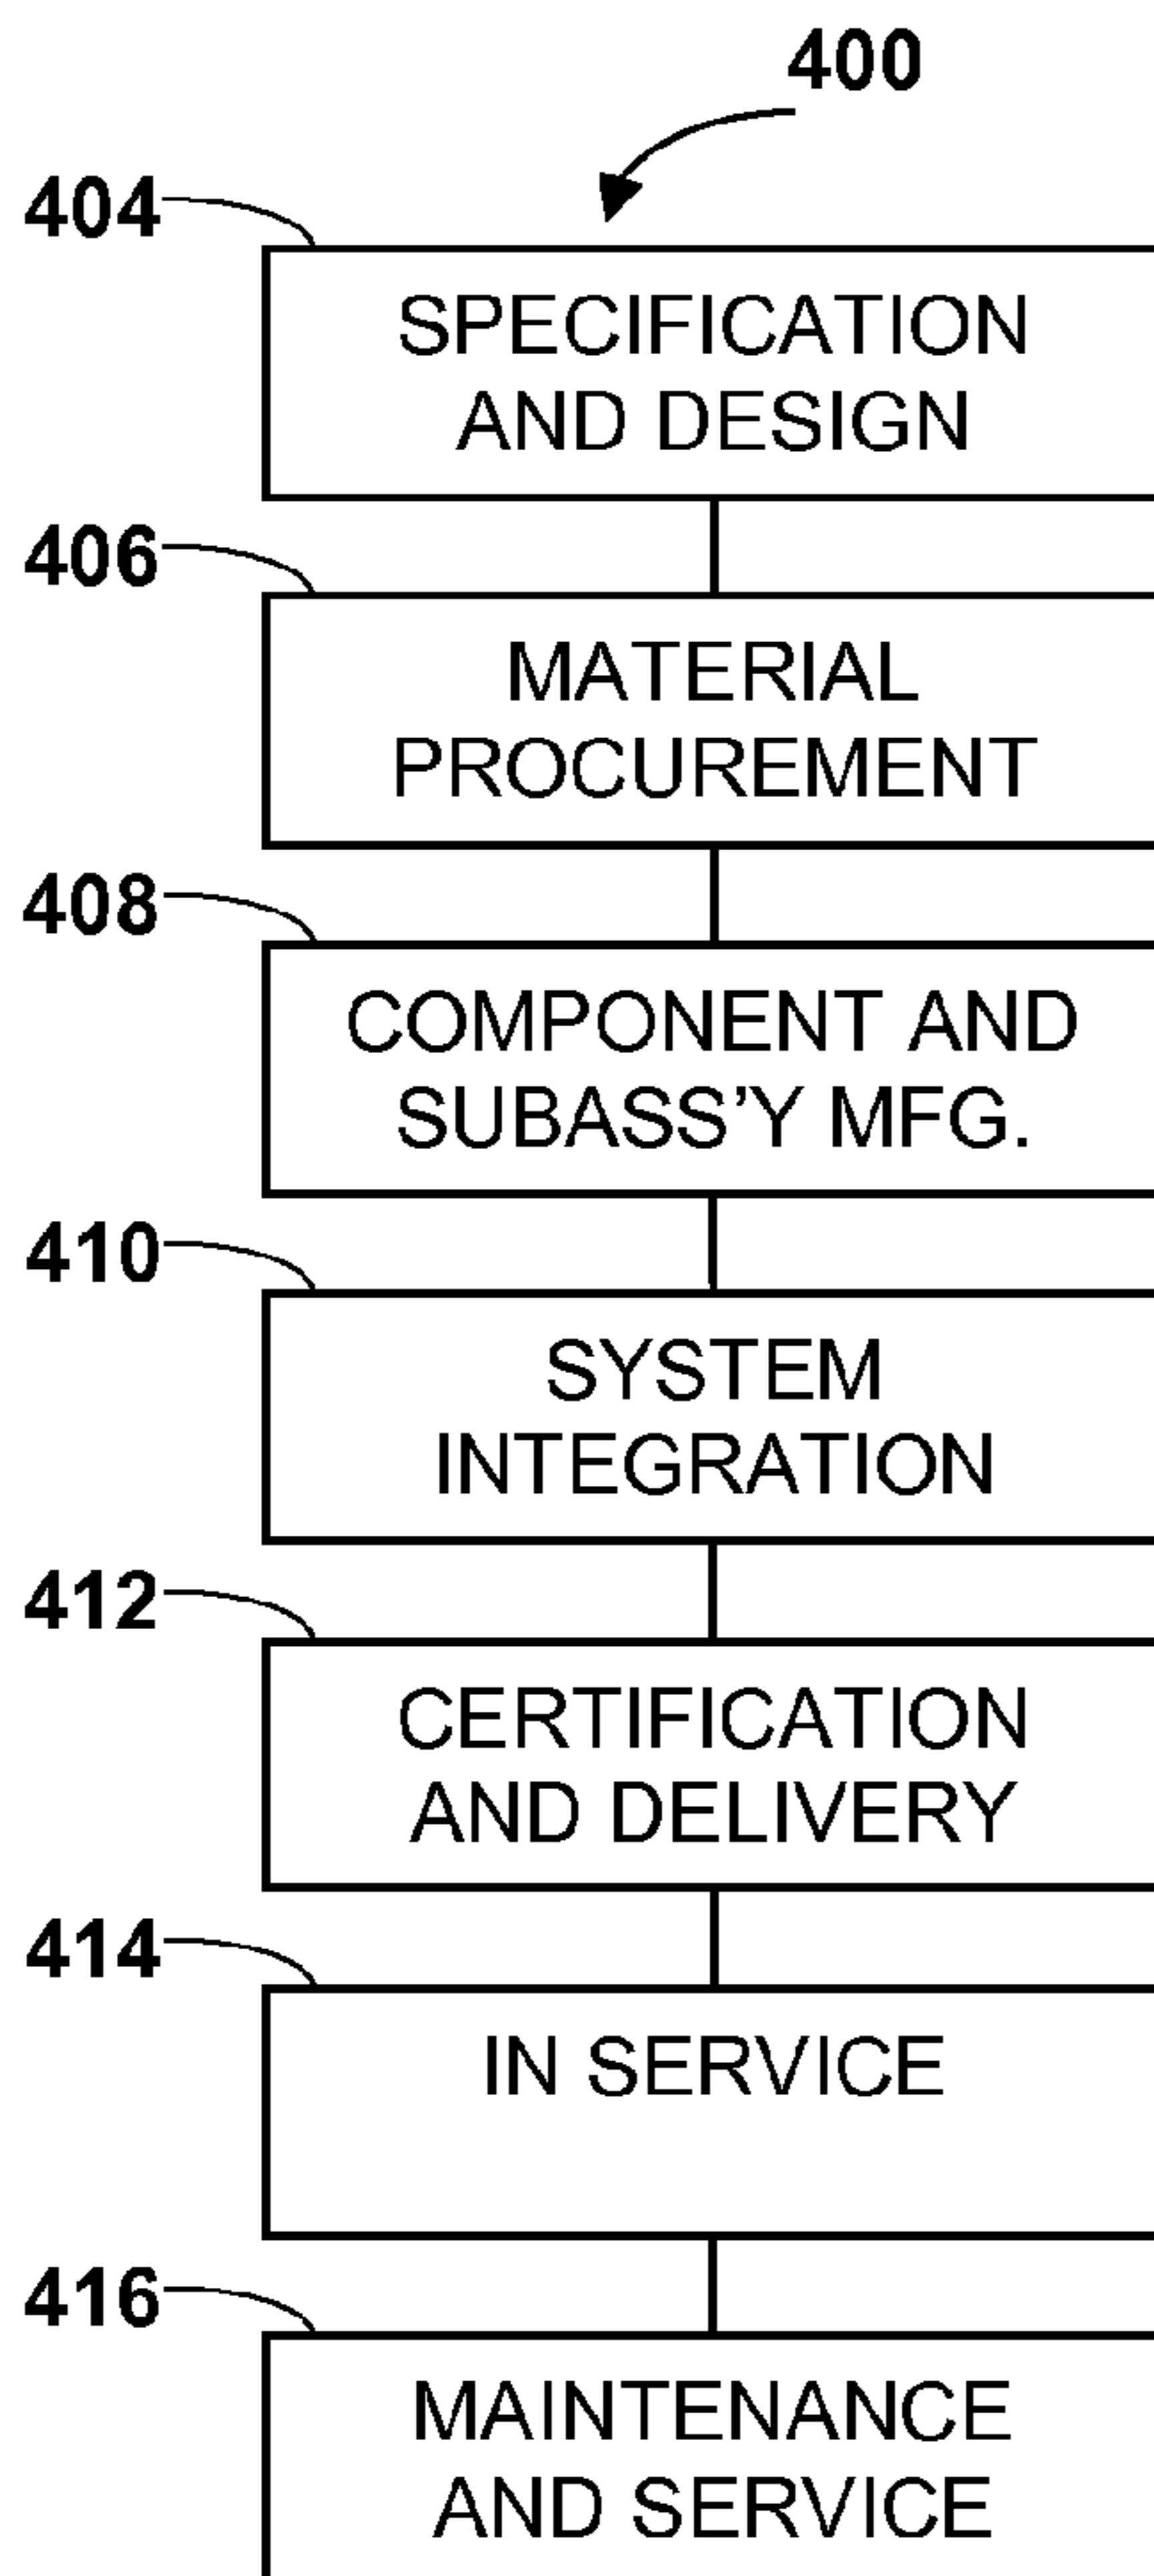 400
404
SPECIFICATION
AND DESIGN
406
MATERIAL
PROCUREMENT
408
COMPONENT AND
SUBASS’Y MFG.
410
SYSTEM
INTEGRATION
412
CERTIFICATION
AND DELIVERY
414
IN SERVICE
416
MAINTENANCE
AND SERVICE